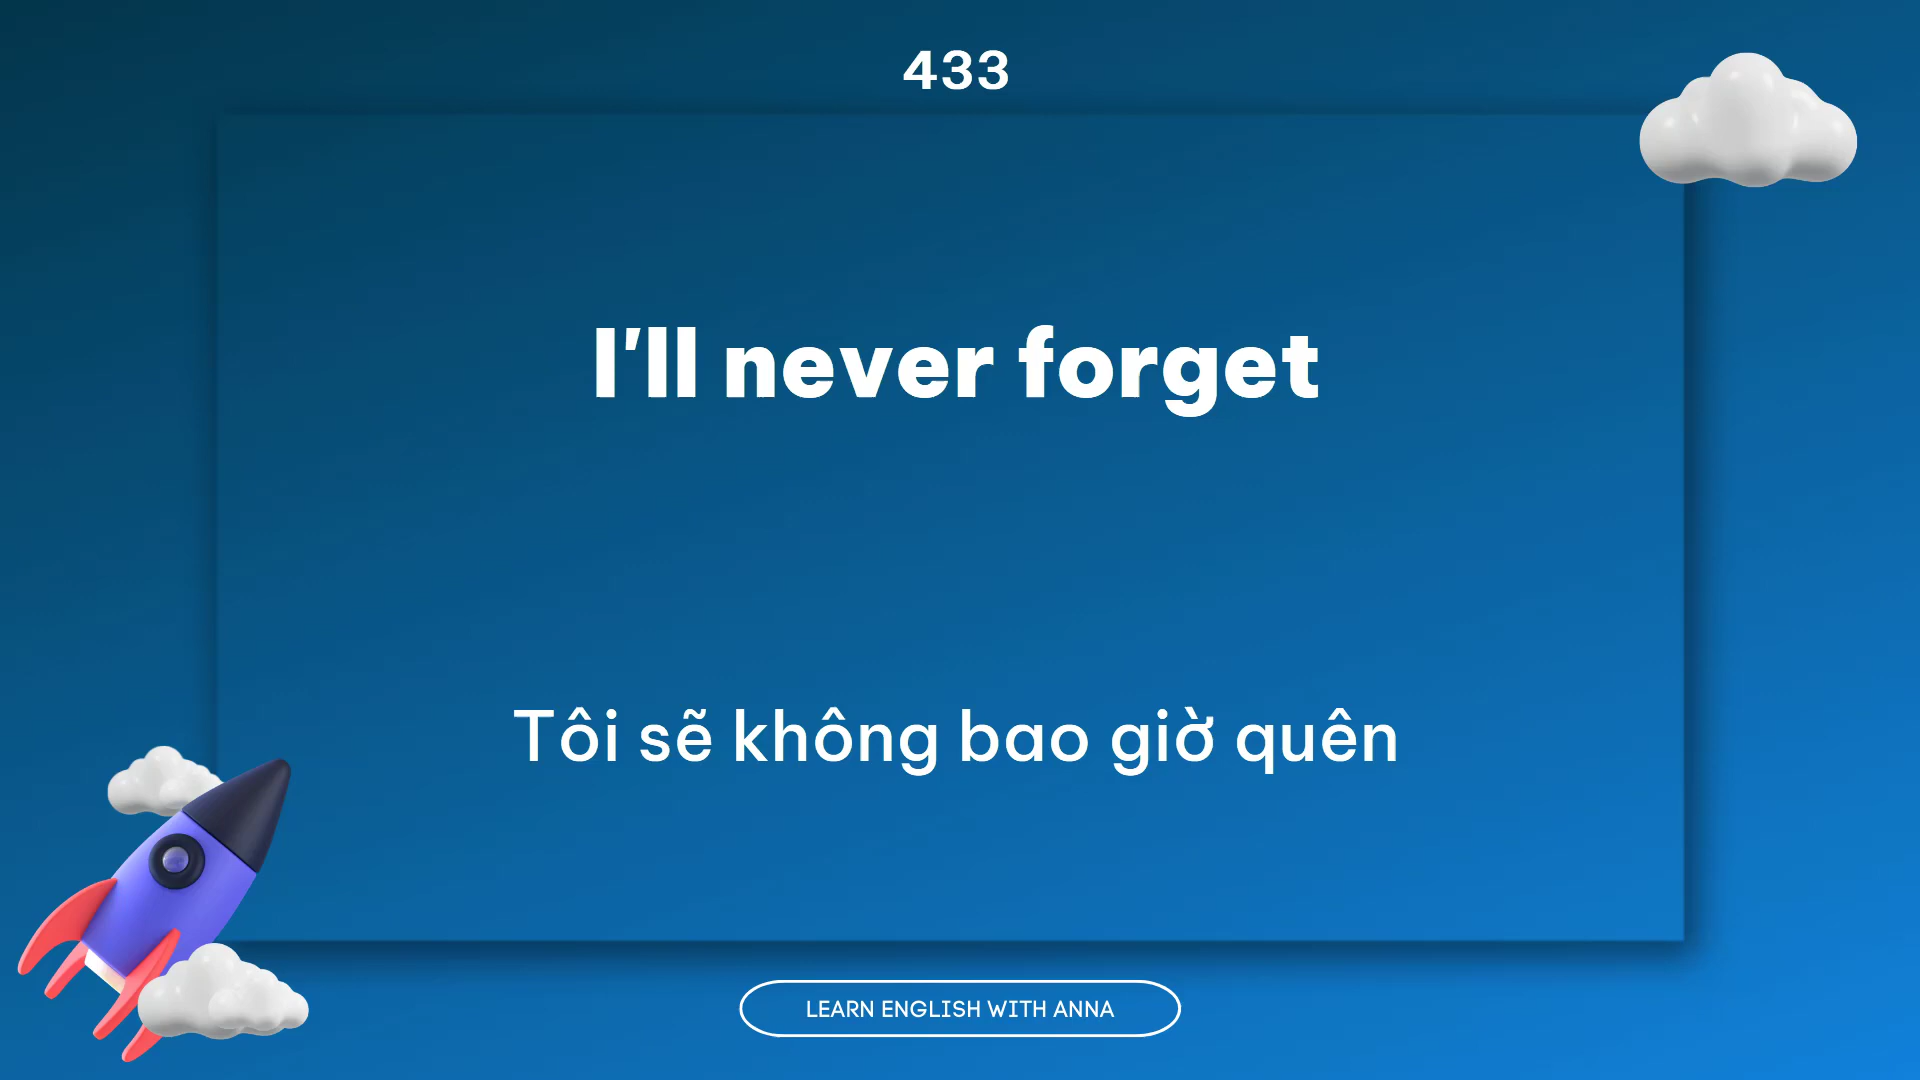 433
I'll never forget
Tôi sẽ không bao giờ quên
LEARN ENGLISH WITH ANNA